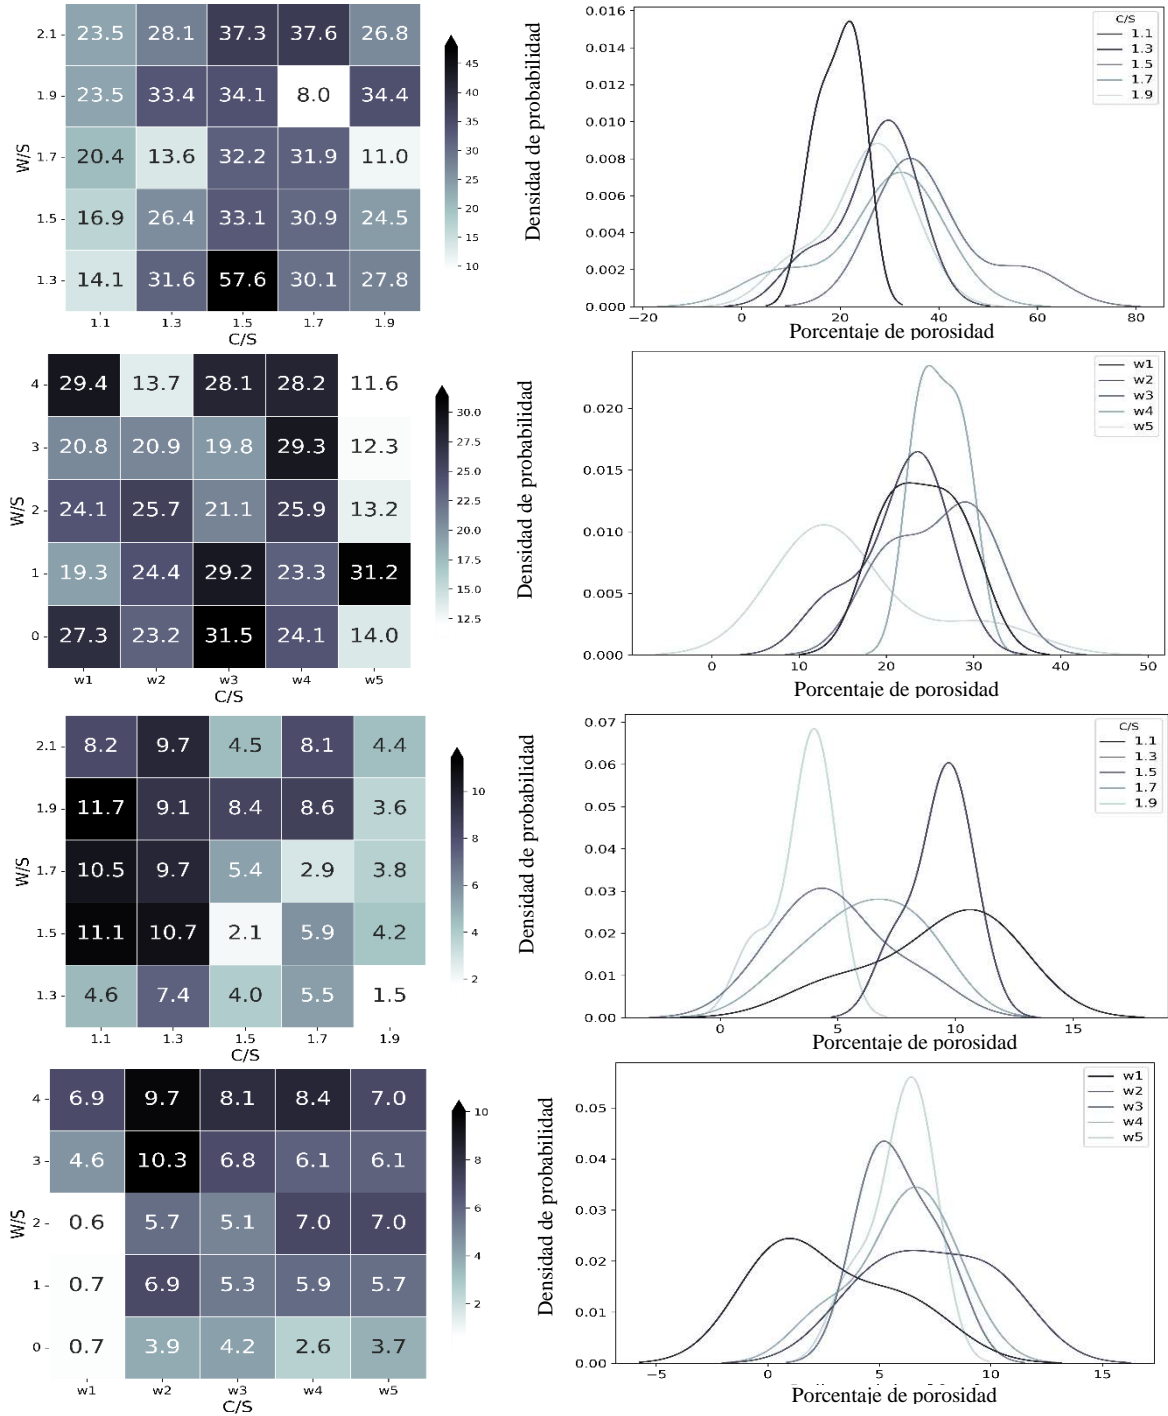 2.1 23.5 28.1 37.3 37.6 26.8
1.9 23.5 33.4 34.1 8.0 34.4
1.7 20.4 13.6 32.2 31.9 11.0
1.5 16.9 26.4 33.1 30.9 24.5
1.3 14.1 31.6 57.6 30.1 27.8
1.1 1.3 1.5 1.7 1.9
C/S
W/S
45
40
35
30
25
20
15
10
Densidad de probabilidad
0.016
0.014
0.012
0.010
0.008
0.006
0.004
0.002
0.000
−20 0 20 40 60 80
Porcentaje de porosidad
C/S
1.1
1.3
1.5
1.7
1.9
4 29.4 13.7 28.1 28.2 11.6
3 20.8 20.9 19.8 29.3 12.3
2 24.1 25.7 21.1 25.9 13.2
1 19.3 24.4 29.2 23.3 31.2
0 27.3 23.2 31.5 24.1 14.0
w1 w2 w3 w4 w5
C/S
W/S
30.0
27.5
25.0
22.5
20.0
17.5
15.0
12.5
Densidad de probabilidad
0.020
0.015
0.010
0.005
0.000
0 10 20 30 40 50
Porcentaje de porosidad
w1
w2
w3
w4
w5
2.1 8.2 9.7 4.5 8.1 4.4
1.9 11.7 9.1 8.4 8.6 3.6
1.7 10.5 9.7 5.4 2.9 3.8
1.5 11.1 10.7 2.1 5.9 4.2
1.3 4.6 7.4 4.0 5.5 1.5
1.1 1.3 1.5 1.7 1.9
C/S
W/S
10
8
6
4
2
Densidad de probabilidad
0.07
0.06
0.05
0.04
0.03
0.02
0.01
0.00
0 5 10 15
Porcentaje de porosidad
C/S
1.1
1.3
1.5
1.7
1.9
4 6.9 9.7 8.1 8.4 7.0
3 4.6 10.3 6.8 6.1 6.1
2 0.6 5.7 5.1 7.0 7.0
1 0.7 6.9 5.3 5.9 5.7
0 0.7 3.9 4.2 2.6 3.7
w1 w2 w3 w4 w5
C/S
W/S
10
8
6
4
2
Densidad de probabilidad
0.05
0.04
0.03
0.02
0.01
0.00
−5 0 5 10 15
Porcentaje de porosidad
w1
w2
w3
w4
w5